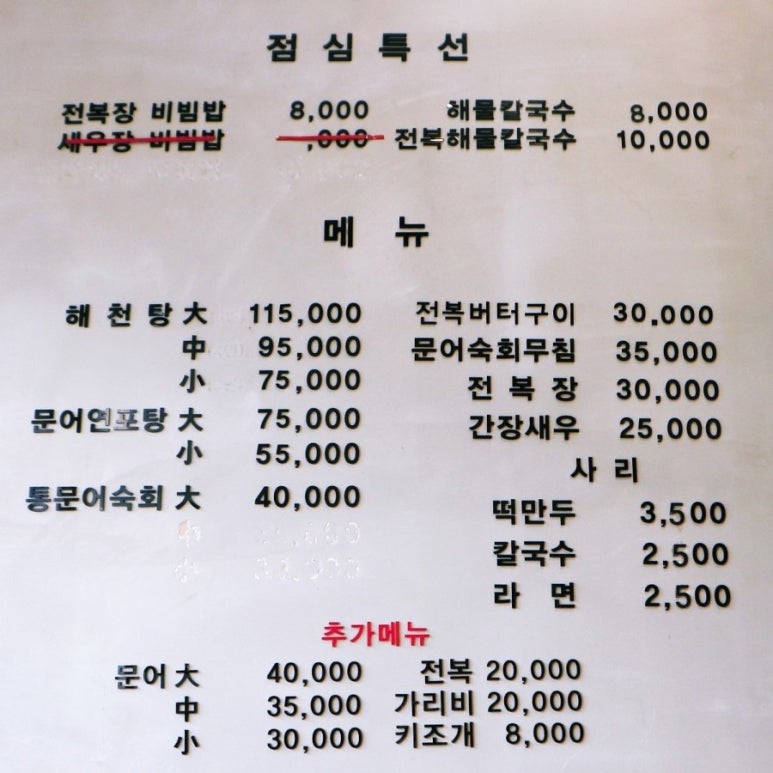 점심특선
전복장 비빔밥 8,000 해물칼국수 8,000
새우장 비빔밥 ,000 전복해물칼국수 10,000
메뉴
해천탕 大 115,000 전복버터구이 30.000
中 95,000 문어숙회무침 35,000
小 75,000 전복장 30,000
문어연포탕 大 75,000 간장새우 25,000
小 55,000 사리
통문어숙회 大 40,000 떡만두 3,500
칼국수 2,500
라면 2,500
추가메뉴
문어 大 40,000 전복 20,000
中 35,000 가리비 20,000
小 30,000 키조개 8,000